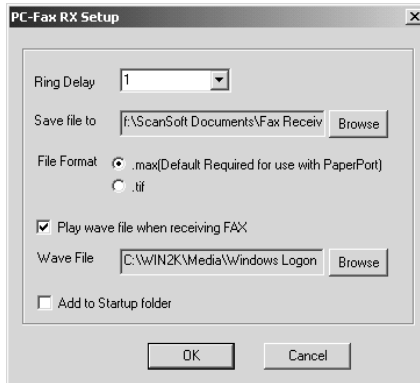 PC-Fax RX Setup
Ring Delay 1
Save file to f:\ScanSoft Documents\Fax Receiv Browse
File Format .max(Default Required for use with PaperPort)
.tif
Play wave file when receiving FAX
Wave File C:\WIN2K\Media\Windows Logon Browse
Add to Startup folder
OK Cancel